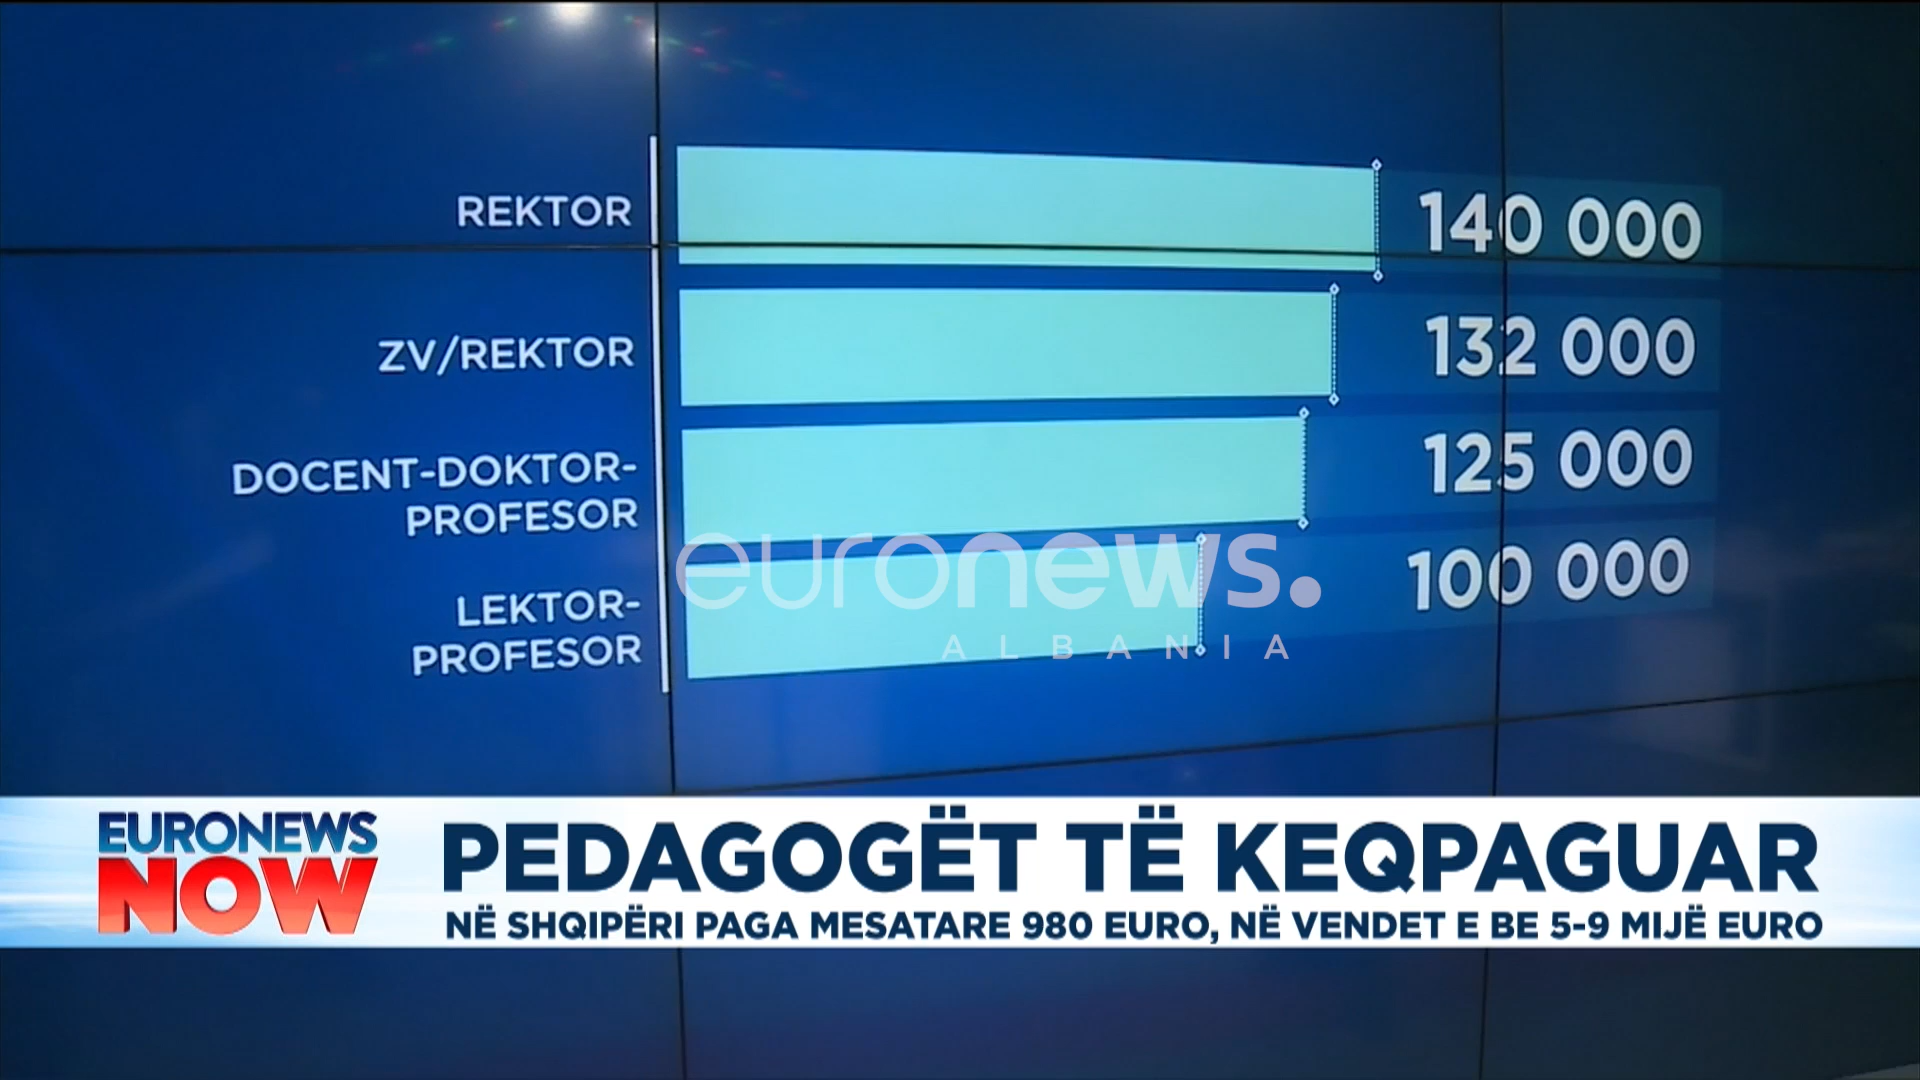 REKTOR
140 000
ZV/REKTOR
132 000
DOCENT-DOKTOR-
PROFESOR
125 000
LEKTOR-
PROFESOR
100 000
euronews.
ALBANIA
EURONEWS
NOW
PEDAGOGËT TË KEQPAGUAR
NË SHQIPËRI PAGA MESATARE 980 EURO, NË VENDET E BE 5-9 MIJË EURO